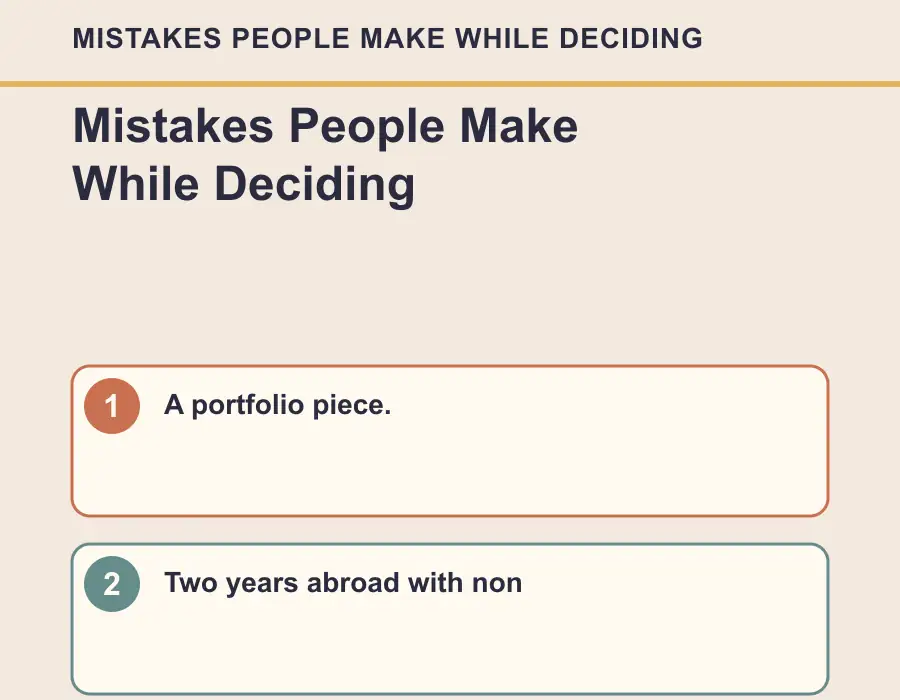 MISTAKES PEOPLE MAKE WHILE DECIDING
Mistakes People Make
While Deciding
1 A portfolio piece.
2 Two years abroad with non